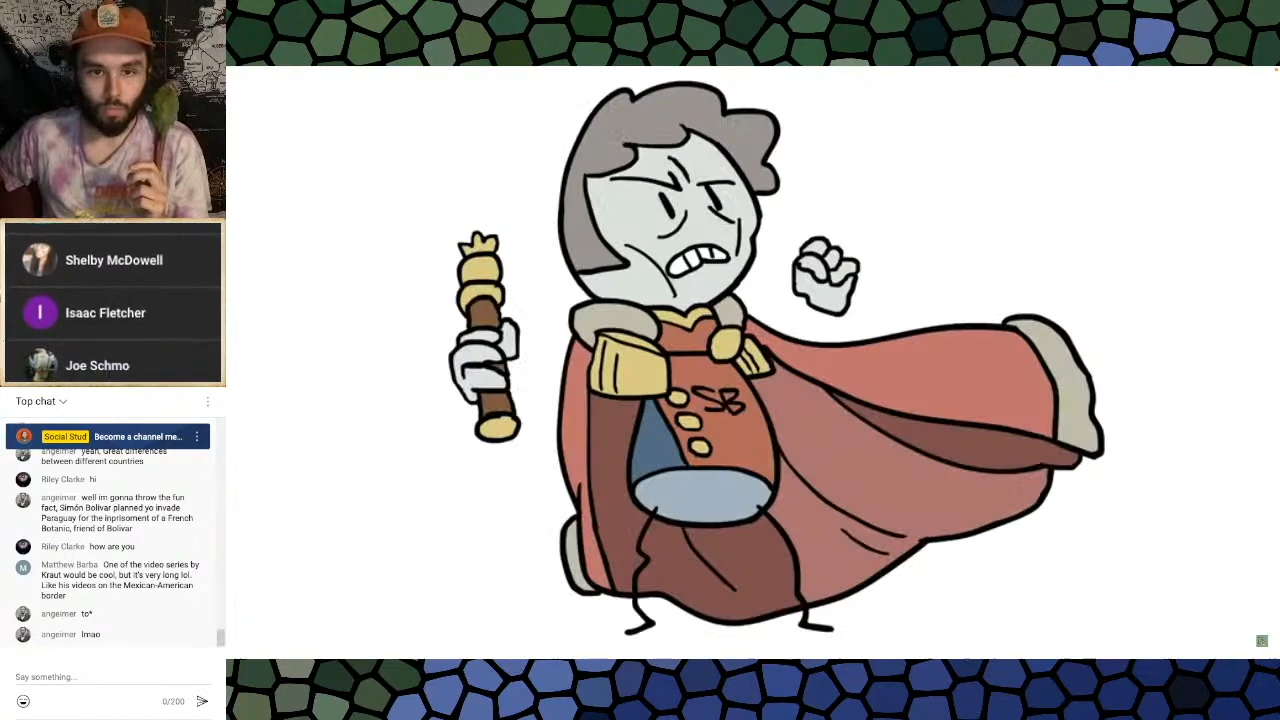 USA
Shelby McDowell
I
Isaac Fletcher
Joe Schmo
Top chat
Social Stud Become a channel me...
angeimer yeah, Great differences
between different countries
Riley Clarke hi
angeimer well im gonna throw the fun
fact, Simón Bolivar planned yo invade
Paraguay for the inprisoment of a French
Botanic, friend of Bolivar
Riley Clarke how are you
M
Matthew Barba One of the video series by
Kraut would be cool, but it's very long lol.
Like his videos on the Mexican-American
border
angeimer to*
angeimer lmao
Say something...
0/200
SB